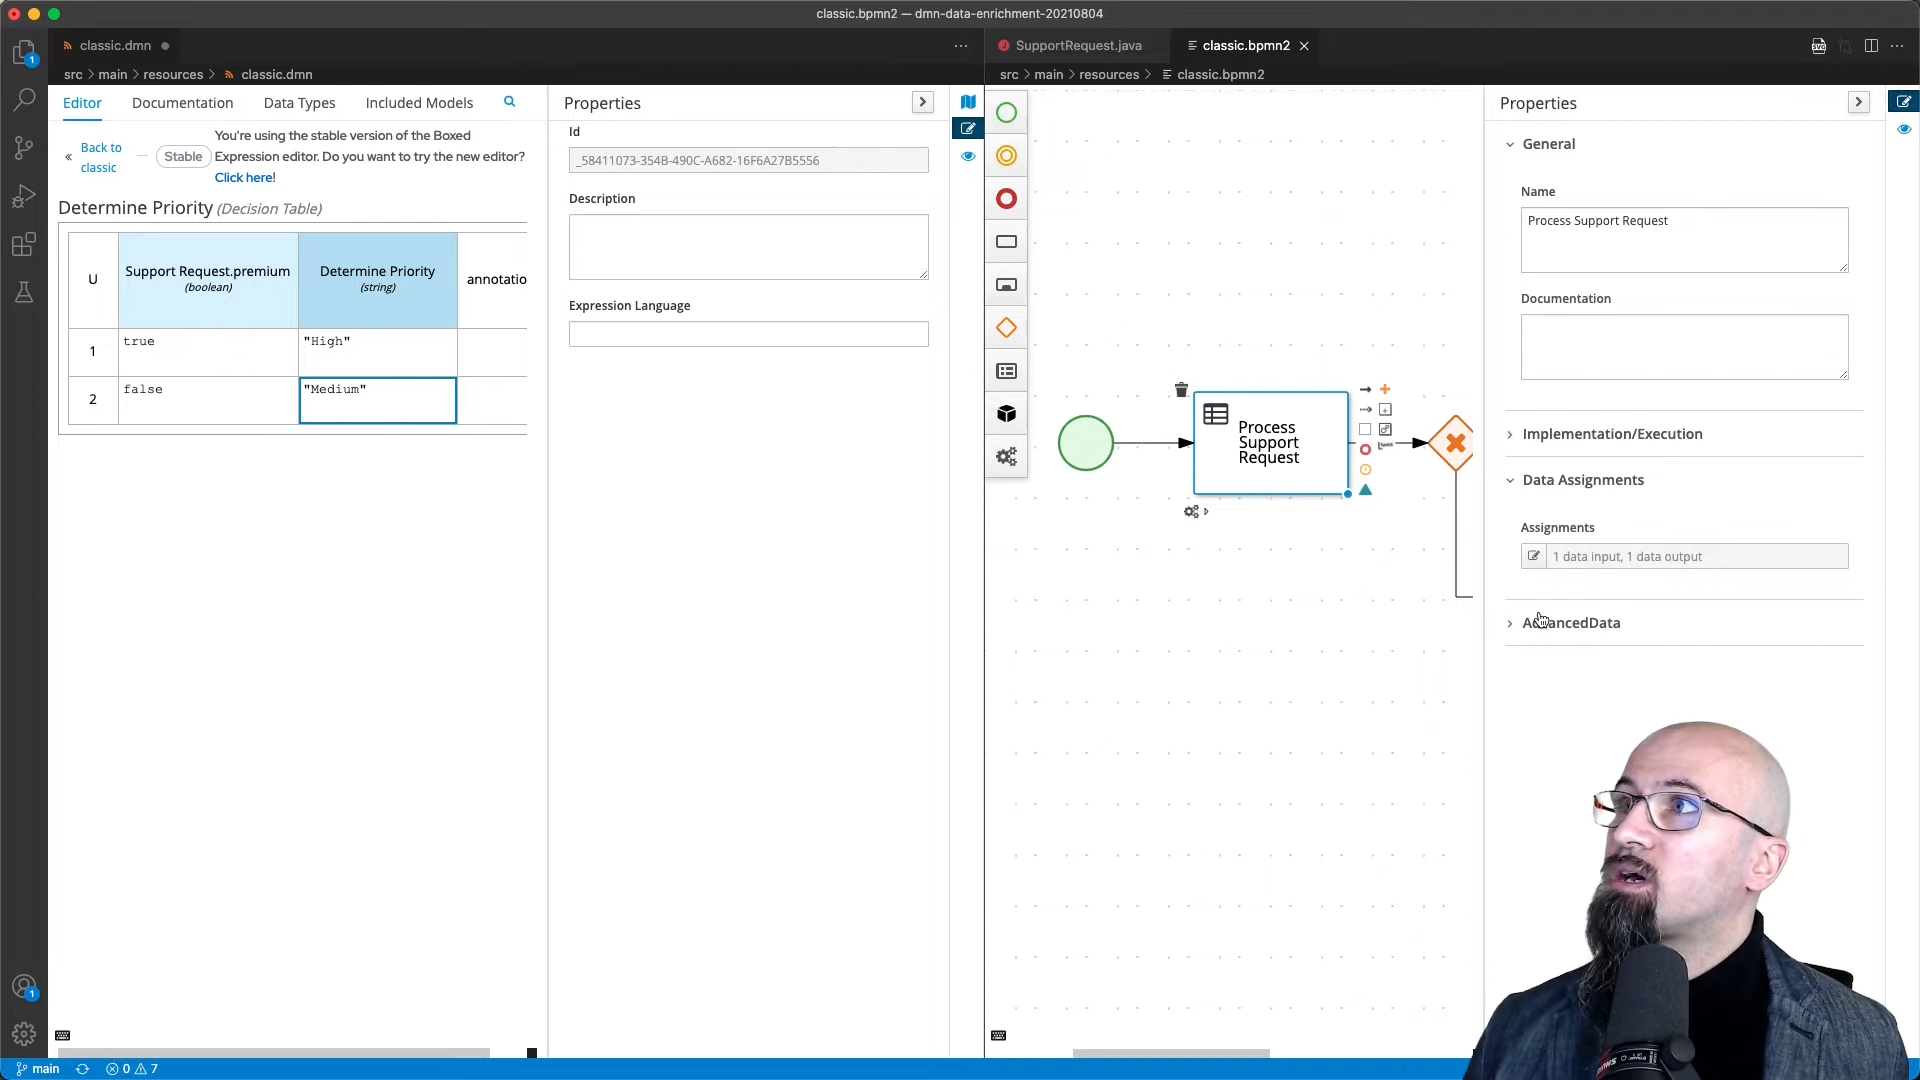 classic.bpmn2 — dmn-data-enrichment-20210804
classic.dmn
src > main > resources > classic.dmn
Editor Documentation Data Types Included Models
« Back to classic
Stable
You're using the stable version of the Boxed
Expression editor. Do you want to try the new editor?
Click here!
Determine Priority (Decision Table)
U
Support Request.premium
(boolean)
Determine Priority
(string)
annotatio
1 true "High"
2 false "Medium"
Properties
Id
_58411073-354B-490C-A682-16F6A27B5556
Description
Expression Language
SupportRequest.java
classic.bpmn2
src > main > resources > classic.bpmn2
Process
Support
Request
Properties
General
Name
Process Support Request
Documentation
Implementation/Execution
Data Assignments
Assignments
1 data input, 1 data output
AdvancedData
1
1
main 0 7